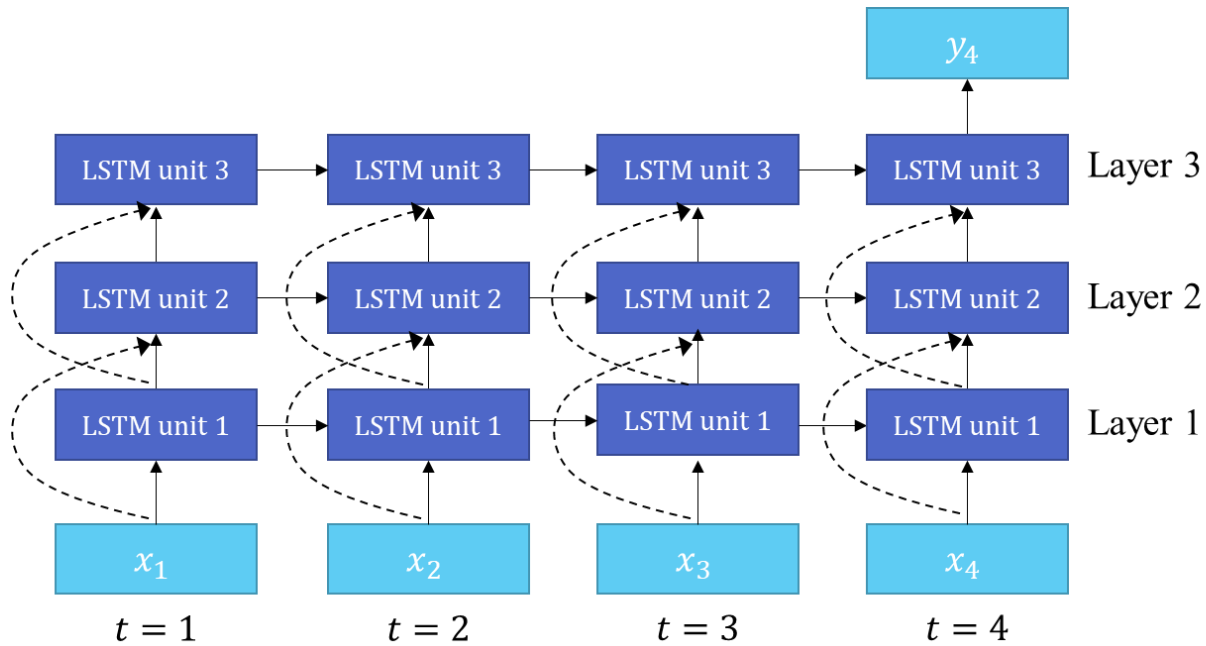 y₄
LSTM unit 3 LSTM unit 3 LSTM unit 3 LSTM unit 3 Layer 3
LSTM unit 2 LSTM unit 2 LSTM unit 2 LSTM unit 2 Layer 2
LSTM unit 1 LSTM unit 1 LSTM unit 1 LSTM unit 1 Layer 1
x₁ x₂ x₃ x₄
t = 1 t = 2 t = 3 t = 4